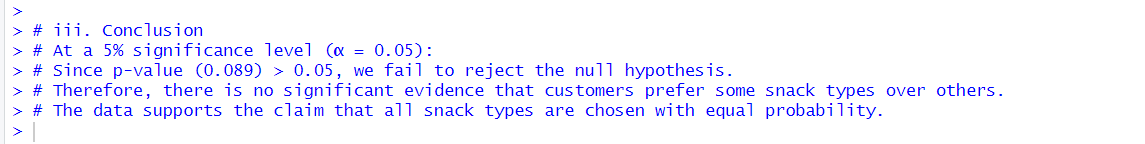 >
> # iii. Conclusion
> # At a 5% significance level (α = 0.05):
> # Since p-value (0.089) > 0.05, we fail to reject the null hypothesis.
> # Therefore, there is no significant evidence that customers prefer some snack types over others.
> # The data supports the claim that all snack types are chosen with equal probability.
>